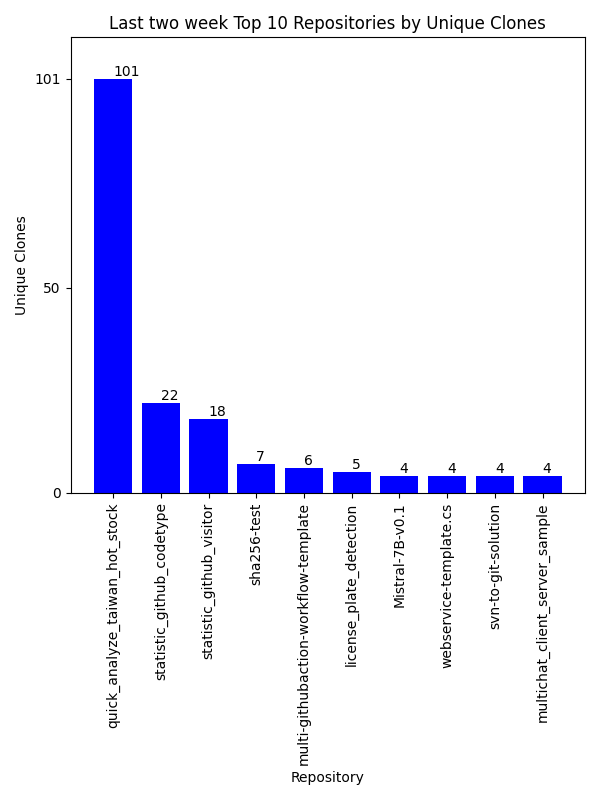 Last two week Top 10 Repositories by Unique Clones
101
22
18
7
6
5
4
4
4
4
101
50
0
Unique Clones
quick_analyze_taiwan_hot_stock
statistic_github_codetype
statistic_github_visitor
sha256-test
multi-githubaction-workflow-template
license_plate_detection
Mistral-7B-v0.1
webservice-template.cs
svn-to-git-solution
multichat_client_server_sample
Repository